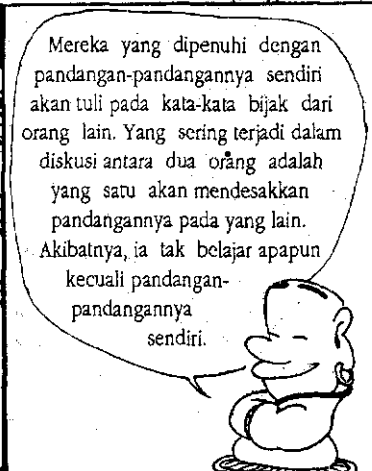 Mereka yang dipenuhi dengan
pandangan-pandangannya sendiri
akan tuli pada kata-kata bijak dari
orang lain. Yang sering terjadi dalam
diskusi antara dua orang adalah
yang satu akan mendesakkan
pandangannya pada yang lain.
Akibatnya, ia tak belajar apapun
kecuali pandangan-
pandangannya
sendiri.